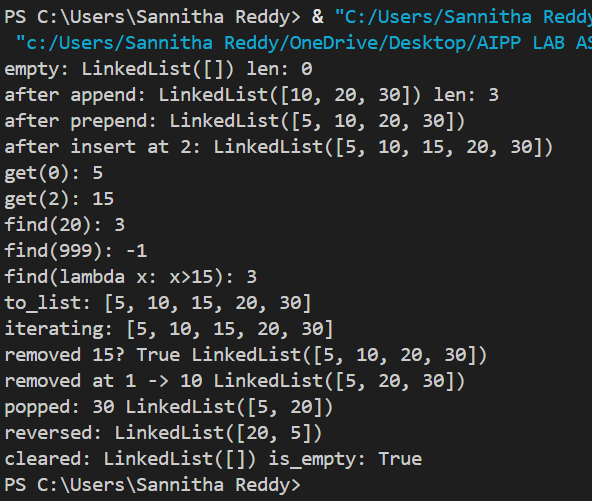 PS C:\Users\Sannitha Reddy> & "C:/Users/Sannitha Reddy
"c:/Users/Sannitha Reddy/OneDrive/Desktop/AIPP LAB AS
empty: LinkedList([]) len: 0
after append: LinkedList([10, 20, 30]) len: 3
after prepend: LinkedList([5, 10, 20, 30])
after insert at 2: LinkedList([5, 10, 15, 20, 30])
get(0): 5
get(2): 15
find(20): 3
find(999): -1
find(lambda x: x>15): 3
to_list: [5, 10, 15, 20, 30]
iterating: [5, 10, 15, 20, 30]
removed 15? True LinkedList([5, 10, 20, 30])
removed at 1 -> 10 LinkedList([5, 20, 30])
popped: 30 LinkedList([5, 20])
reversed: LinkedList([20, 5])
cleared: LinkedList([]) is_empty: True
PS C:\Users\Sannitha Reddy>